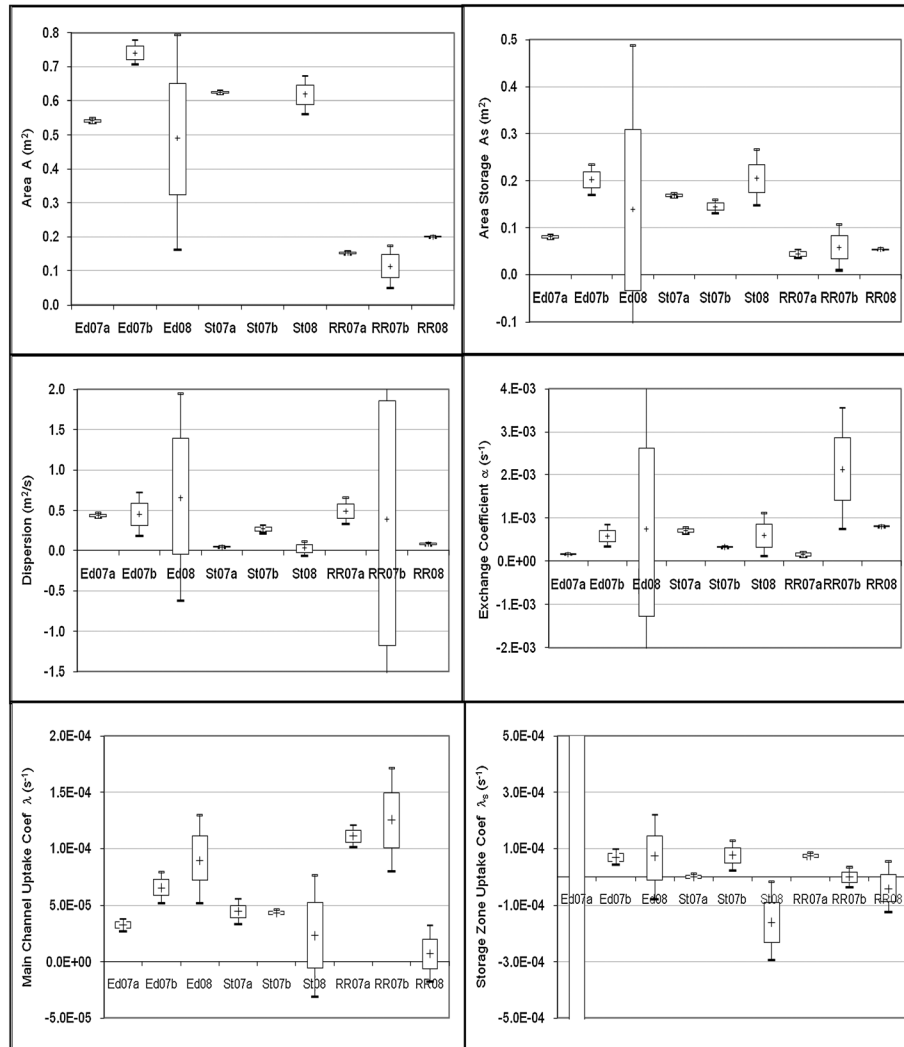 0.8
0.7
0.6
0.5
0.4
0.3
0.2
0.1
0.0
Area A (m²)
Ed07a Ed07b Ed08 St07a St07b St08 RR07a RR07b RR08
0.5
0.4
0.3
0.2
0.1
0.0
-0.1
Area Storage As (m²)
Ed07a Ed07b Ed08 St07a St07b St08 RR07a RR07b RR08
2.0
1.5
1.0
0.5
0.0
-0.5
-1.0
-1.5
Dispersion (m²/s)
Ed07a Ed07b Ed08 St07a St07b St08 RR07a RR07b RR08
4.E-03
3.E-03
2.E-03
1.E-03
0.E+00
-1.E-03
-2.E-03
Exchange Coefficient α (s⁻¹)
Ed07a Ed07b Ed08 St07a St07b St08 RR07a RR07b RR08
2.0E-04
1.5E-04
1.0E-04
5.0E-05
0.0E+00
-5.0E-05
Main Channel Uptake Coef λ (s⁻¹)
Ed07a Ed07b Ed08 St07a St07b St08 RR07a RR07b RR08
5.0E-04
3.0E-04
1.0E-04
-1.0E-04
-3.0E-04
-5.0E-04
Storage Zone Uptake Coef λs (s⁻¹)
Ed07a Ed07b Ed08 St07a St07b St08 RR07a RR07b RR08